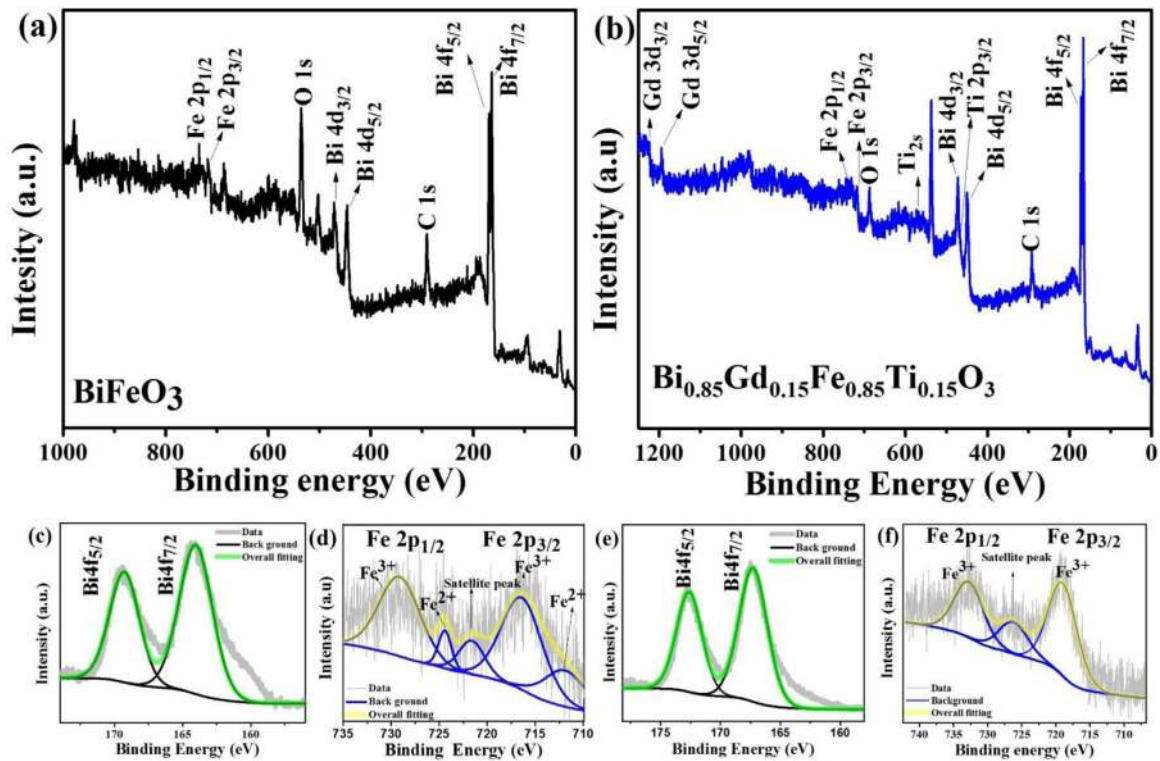 (a)
Intesity (a.u.)
Fe 2p1/2
Fe 2p3/2
O 1s
Bi 4d3/2
Bi 4d5/2
C 1s
Bi 4f5/2
Bi 4f7/2
BiFeO3
1000 800 600 400 200 0
Binding energy (eV)
(b)
Intensity (a.u.)
Gd 3d3/2
Gd 3d5/2
Fe 2p1/2
Fe 2p3/2
O 1s
Ti2s
Bi 4d3/2
Ti 2p3/2
Bi 4d5/2
C 1s
Bi 4f5/2
Bi 4f7/2
Bi0.85Gd0.15Fe0.85Ti0.15O3
1200 1000 800 600 400 200 0
Binding Energy (eV)
(c)
Intensity (a.u.)
Bi4f5/2
Bi4f7/2
Data
Back ground
Overall fitting
170 165 160
Binding Energy (eV)
(d)
Intensity (a.u)
Fe 2p1/2
Fe 2p3/2
Fe3+
Fe2+
Satellite peak
Fe3+
Fe2+
Data
Back ground
Overall fitting
735 730 725 720 715 710
Binding Energy (eV)
(e)
Intensity (a.u.)
Bi4f5/2
Bi4f7/2
Data
Back ground
Overall fitting
175 170 165 160
Binding Energy (eV)
(f)
Intensity (a.u.)
Fe 2p1/2
Fe 2p3/2
Fe3+
Satellite peak
Fe3+
Data
Background
Overall fitting
740 730 720 710
Binding energy (eV)